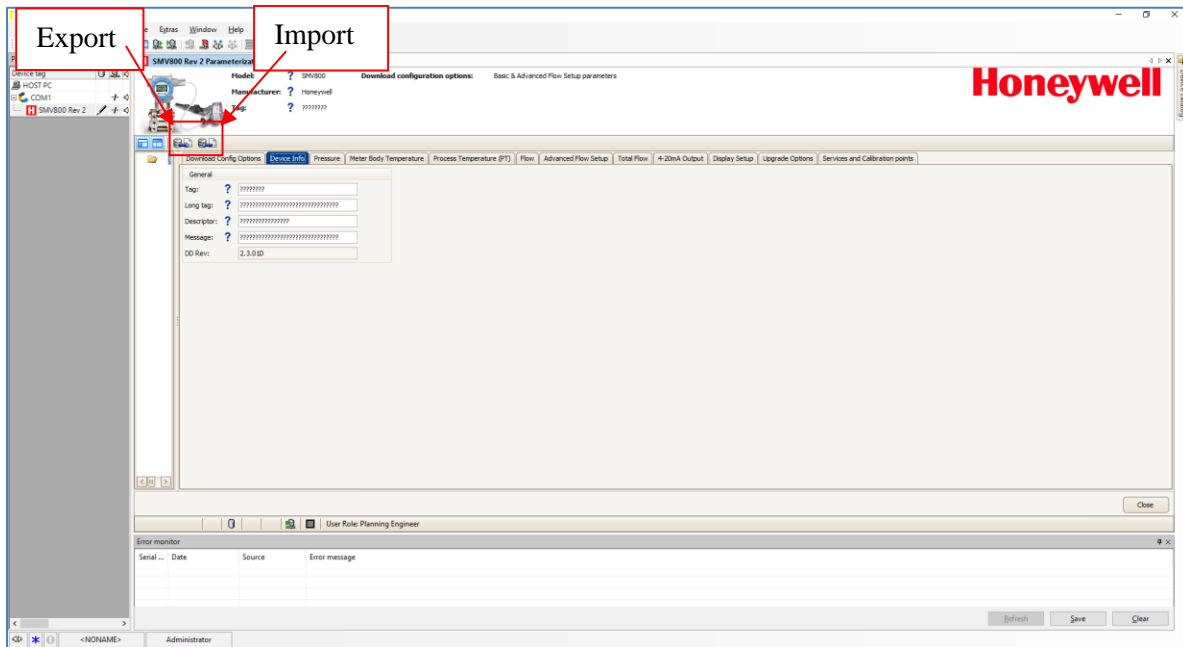 Export
Import
Extras Window Help
Device tag
HOST PC
COM1
SMV800 Rev 2
SMV800 Rev 2
Model: ? SMV800 Download configuration options: Basic & Advanced Flow Setup parameters
Manufacturer: ? Honeywell
? ????????
Honeywell
Download Config Options Device Info Pressure Meter Body Temperature Process Temperature (PT) Flow Advanced Flow Setup Total Flow 4-20mA Output Display Setup Upgrade Options Services and Calibration points
General
Tag: ? ????????
Long tag: ? ????????????????????????????????
Descriptor: ? ????????????????
Message: ? ????????????????????????????????
DD Rev: 2.3.01D
Close
User Role: Planning Engineer
Error monitor
Serial ... Date Source Error message
Refresh Save Clear
<NONAME> Administrator